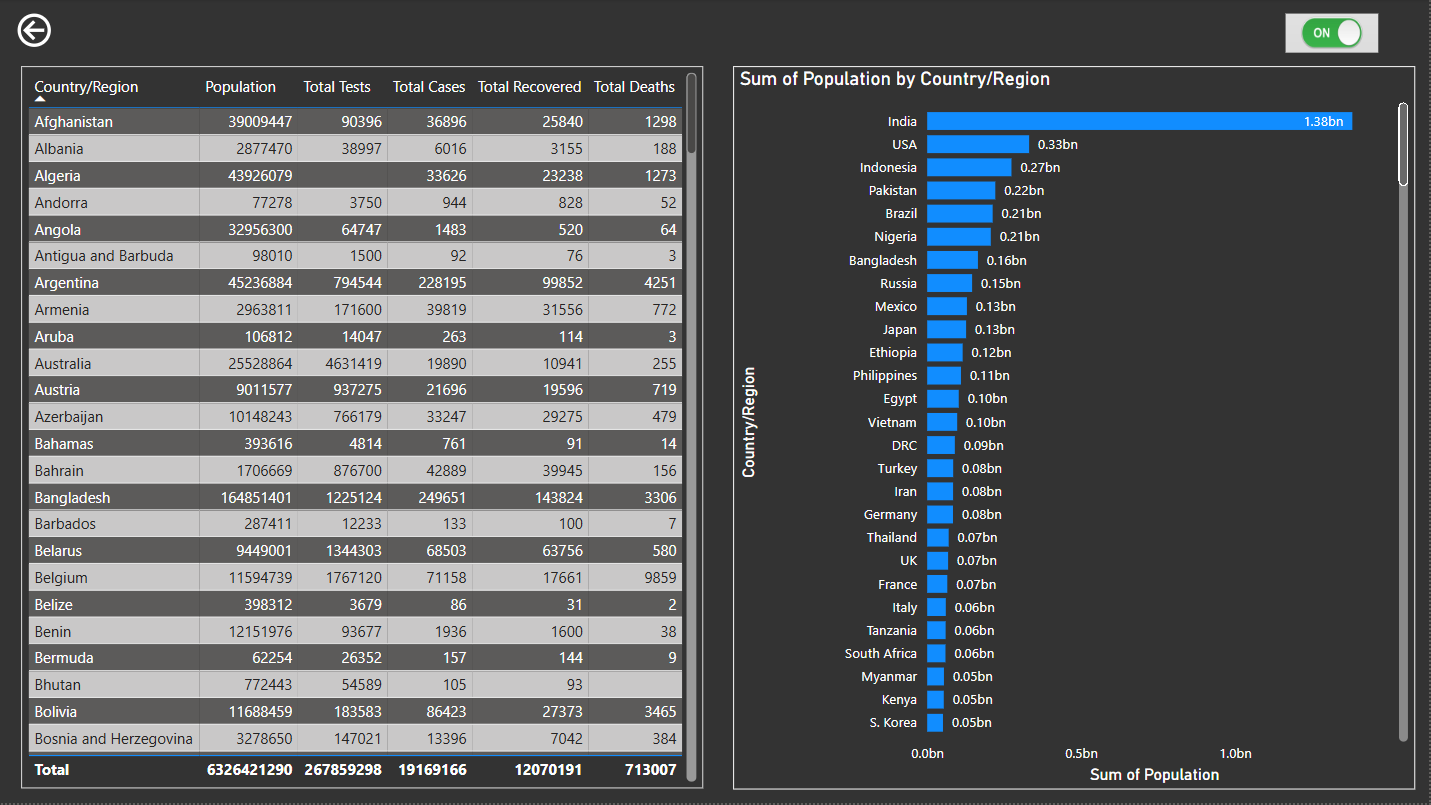 ON
Country/Region Population Total Tests Total Cases Total Recovered Total Deaths
Afghanistan 39009447 90396 36896 25840 1298
Albania 2877470 38997 6016 3155 188
Algeria 43926079 33626 23238 1273
Andorra 77278 3750 944 828 52
Angola 32956300 64747 1483 520 64
Antigua and Barbuda 98010 1500 92 76 3
Argentina 45236884 794544 228195 99852 4251
Armenia 2963811 171600 39819 31556 772
Aruba 106812 14047 263 114 3
Australia 25528864 4631419 19890 10941 255
Austria 9011577 937275 21696 19596 719
Azerbaijan 10148243 766179 33247 29275 479
Bahamas 393616 4814 761 91 14
Bahrain 1706669 876700 42889 39945 156
Bangladesh 164851401 1225124 249651 143824 3306
Barbados 287411 12233 133 100 7
Belarus 9449001 1344303 68503 63756 580
Belgium 11594739 1767120 71158 17661 9859
Belize 398312 3679 86 31 2
Benin 12151976 93677 1936 1600 38
Bermuda 62254 26352 157 144 9
Bhutan 772443 54589 105 93
Bolivia 11688459 183583 86423 27373 3465
Bosnia and Herzegovina 3278650 147021 13396 7042 384
Total 6326421290 267859298 19169166 12070191 713007
Sum of Population by Country/Region
Country/Region
India 1.38bn
USA 0.33bn
Indonesia 0.27bn
Pakistan 0.22bn
Brazil 0.21bn
Nigeria 0.21bn
Bangladesh 0.16bn
Russia 0.15bn
Mexico 0.13bn
Japan 0.13bn
Ethiopia 0.12bn
Philippines 0.11bn
Egypt 0.10bn
Vietnam 0.10bn
DRC 0.09bn
Turkey 0.08bn
Iran 0.08bn
Germany 0.08bn
Thailand 0.07bn
UK 0.07bn
France 0.07bn
Italy 0.06bn
Tanzania 0.06bn
South Africa 0.06bn
Myanmar 0.05bn
Kenya 0.05bn
S. Korea 0.05bn
0.0bn 0.5bn 1.0bn
Sum of Population